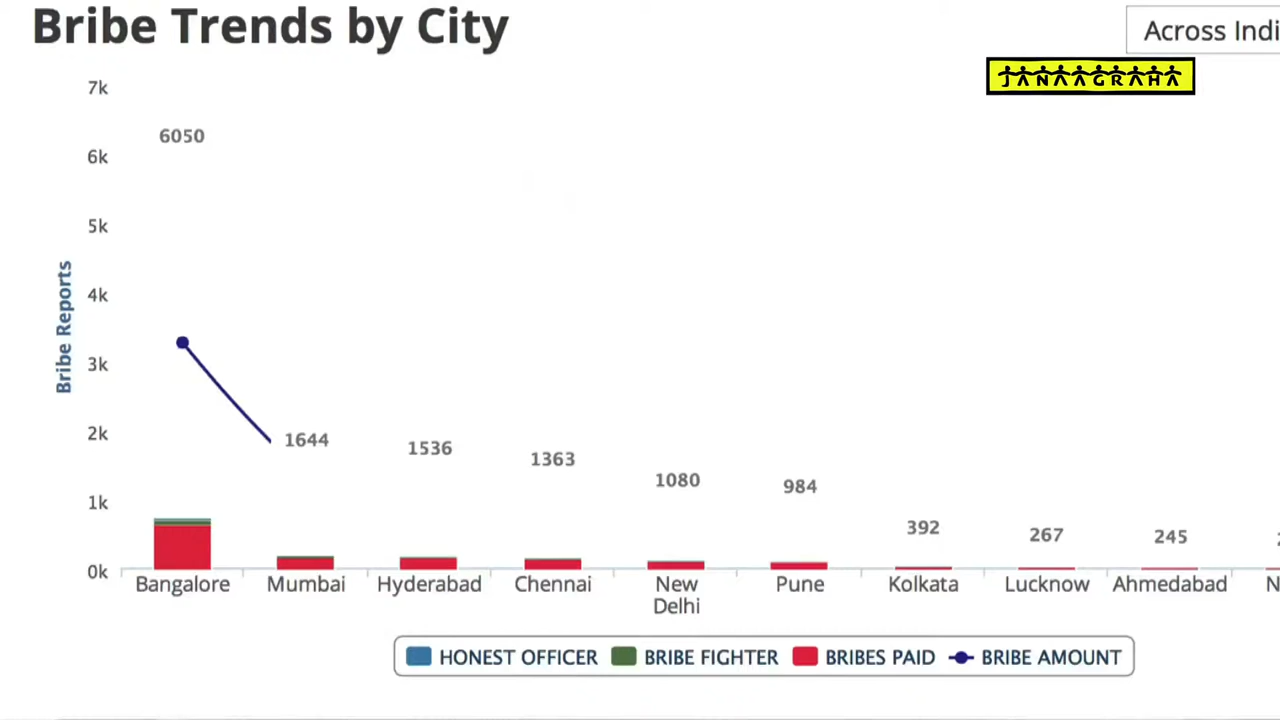 Bribe Trends by City
Across Indi
JANAAGRAHA
7k
6050
6k
5k
4k
Bribe Reports
3k
2k
1644
1536
1363
1080
984
392
267
245
1k
0k
Bangalore
Mumbai
Hyderabad
Chennai
New
Delhi
Pune
Kolkata
Lucknow
Ahmedabad
N
HONEST OFFICER
BRIBE FIGHTER
BRIBES PAID
BRIBE AMOUNT